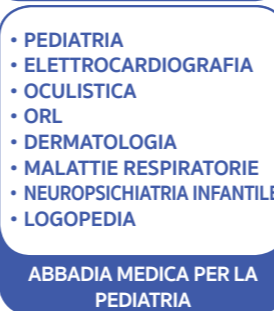 • PEDIATRIA
• ELETTROCARDIOGRAFIA
• OCULISTICA
• ORL
• DERMATOLOGIA
• MALATTIE RESPIRATORIE
• NEUROPSICHIATRIA INFANTILE
• LOGOPEDIA
ABBADIA MEDICA PER LA
PEDIATRIA